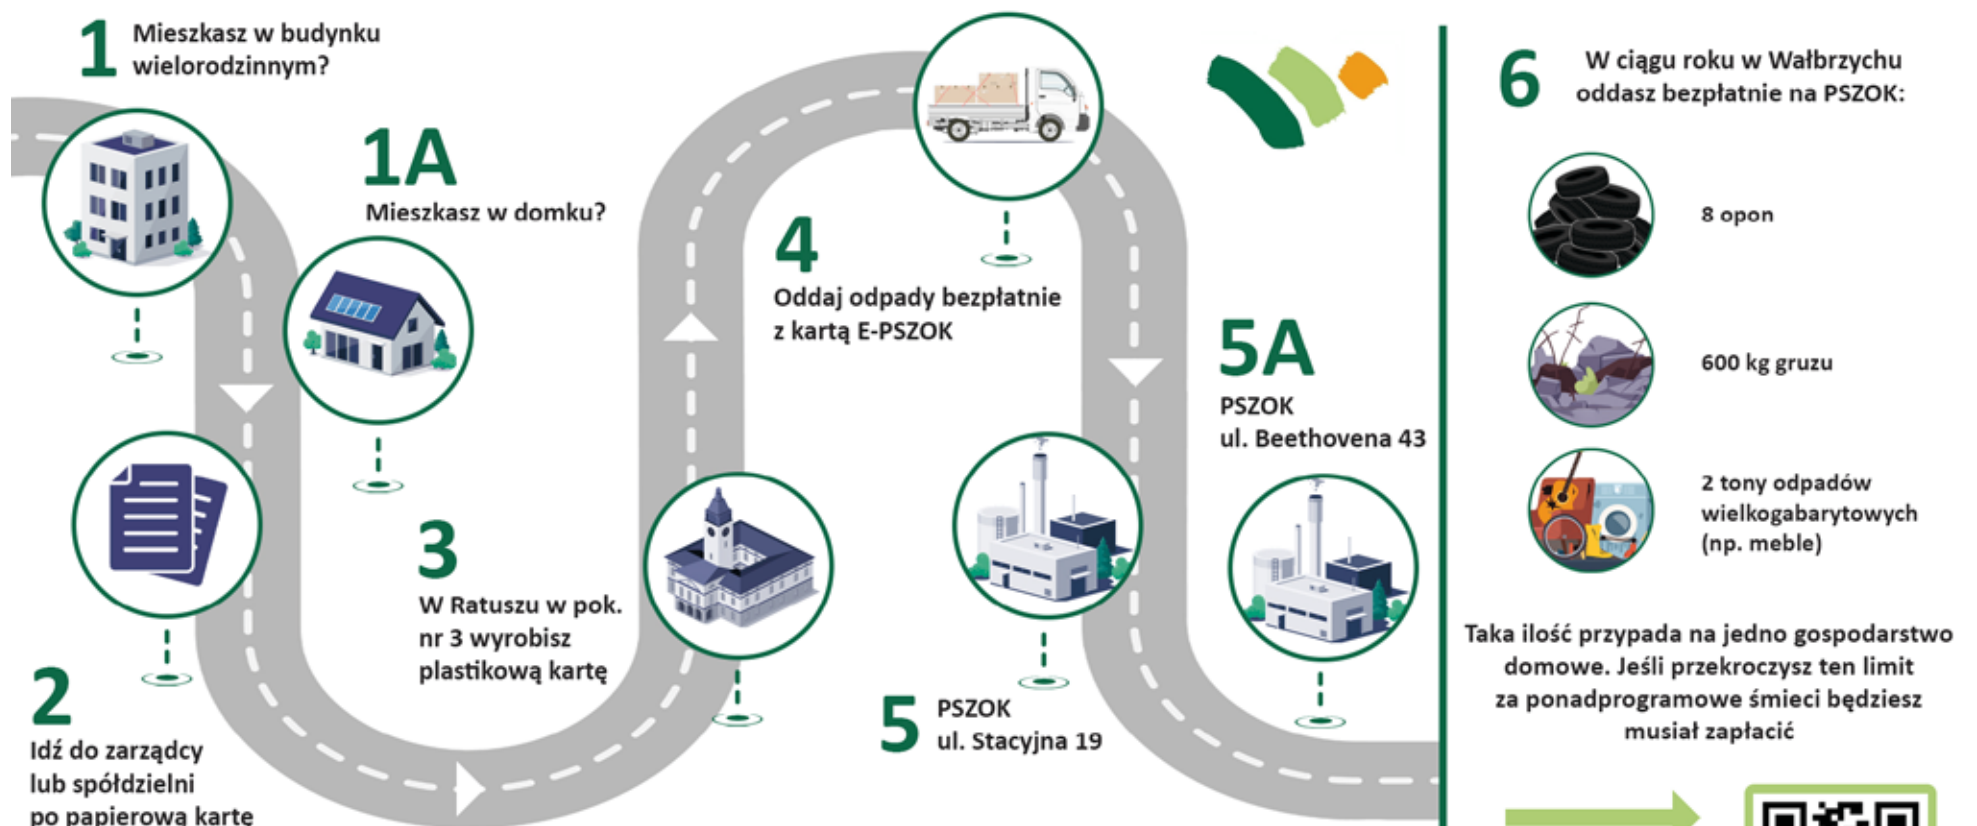 1
Mieszkasz w budynku
wielorodzinnym?
1A
Mieszkasz w domku?
2
Idź do zarządcy
lub spółdzielni
po papierową kartę
3
W Ratuszu w pok.
nr 3 wyrobisz
plastikową kartę
4
Oddaj odpady bezpłatnie
z kartą E-PSZOK
5
PSZOK
ul. Stacyjna 19
5A
PSZOK
ul. Beethovena 43
6
W ciągu roku w Wałbrzychu
oddasz bezpłatnie na PSZOK:
8 opon
600 kg gruzu
2 tony odpadów
wielkogabarytowych
(np. meble)
Taka ilość przypada na jedno gospodarstwo
domowe. Jeśli przekroczysz ten limit
za ponadprogramowe śmieci będziesz
musiał zapłacić